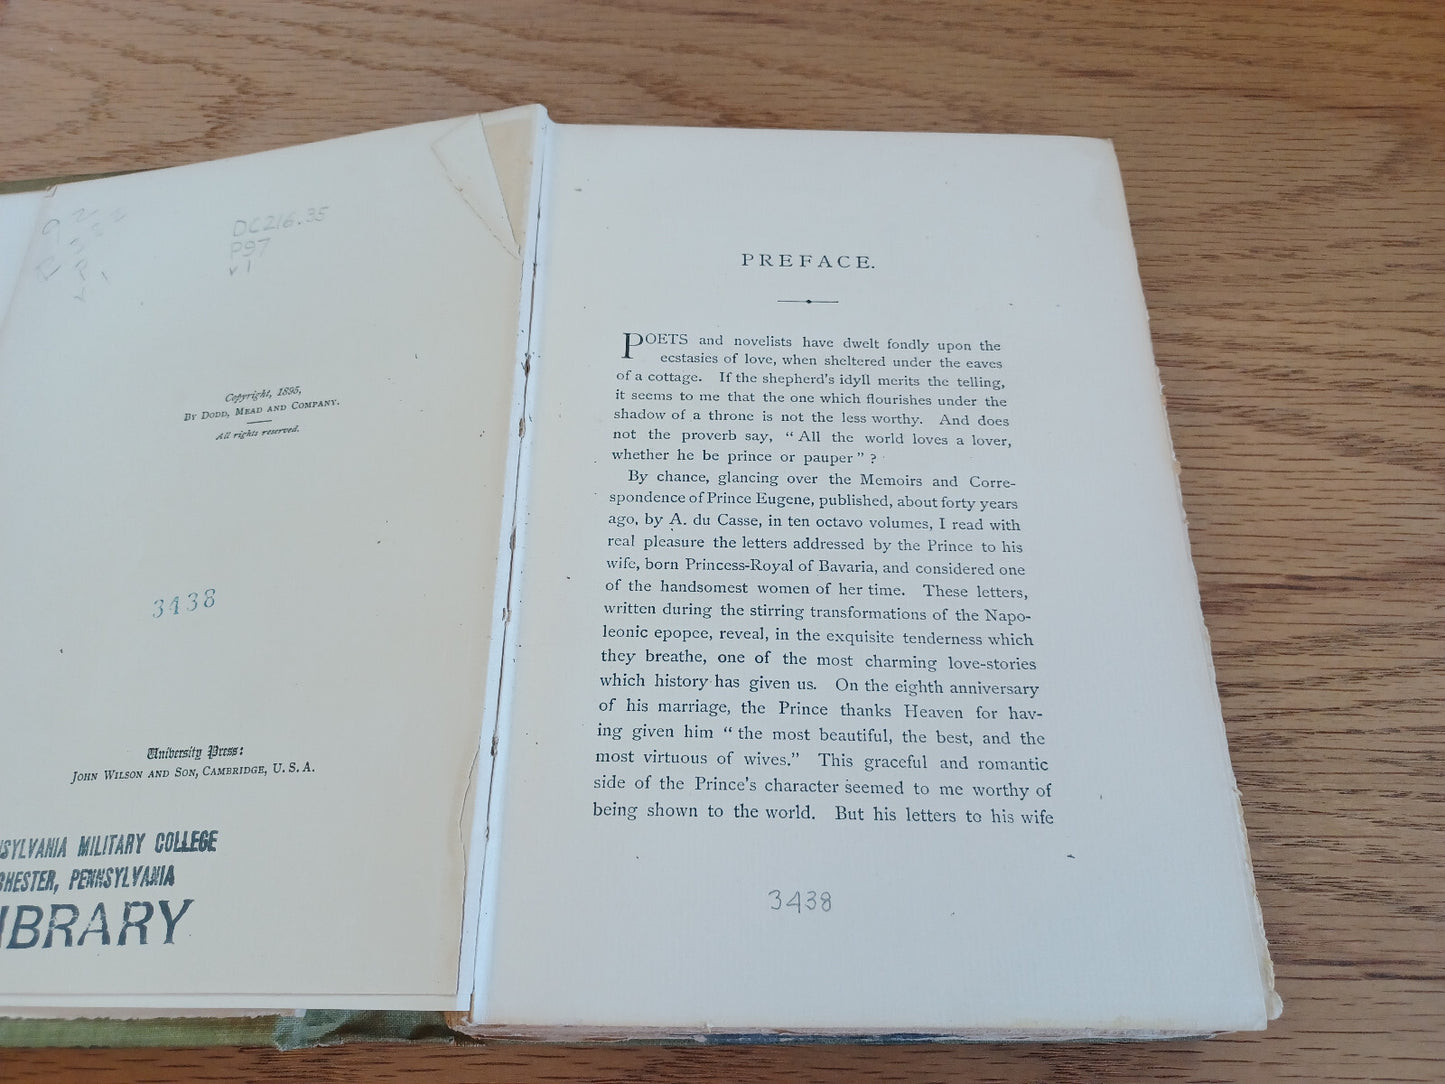 DC216.35
P97
v1
Copyright, 1895,
By Dodd, Mead and Company.
All rights reserved.
3438
University Press:
John Wilson and Son, Cambridge, U. S. A.
SYLVANIA MILITARY COLLEGE
HESTER, PENNSYLVANIA
IBRARY
PREFACE.
POETS and novelists have dwelt fondly upon the
ecstasies of love, when sheltered under the eaves
of a cottage. If the shepherd's idyll merits the telling,
it seems to me that the one which flourishes under the
shadow of a throne is not the less worthy. And does
not the proverb say, "All the world loves a lover,
whether he be prince or pauper"?
By chance, glancing over the Memoirs and Corre-
spondence of Prince Eugene, published, about forty years
ago, by A. du Casse, in ten octavo volumes, I read with
real pleasure the letters addressed by the Prince to his
wife, born Princess-Royal of Bavaria, and considered one
of the handsomest women of her time. These letters,
written during the stirring transformations of the Napo-
leonic epopee, reveal, in the exquisite tenderness which
they breathe, one of the most charming love-stories
which history has given us. On the eighth anniversary
of his marriage, the Prince thanks Heaven for hav-
ing given him "the most beautiful, the best, and the
most virtuous of wives." This graceful and romantic
side of the Prince's character seemed to me worthy of
being shown to the world. But his letters to his wife
3438